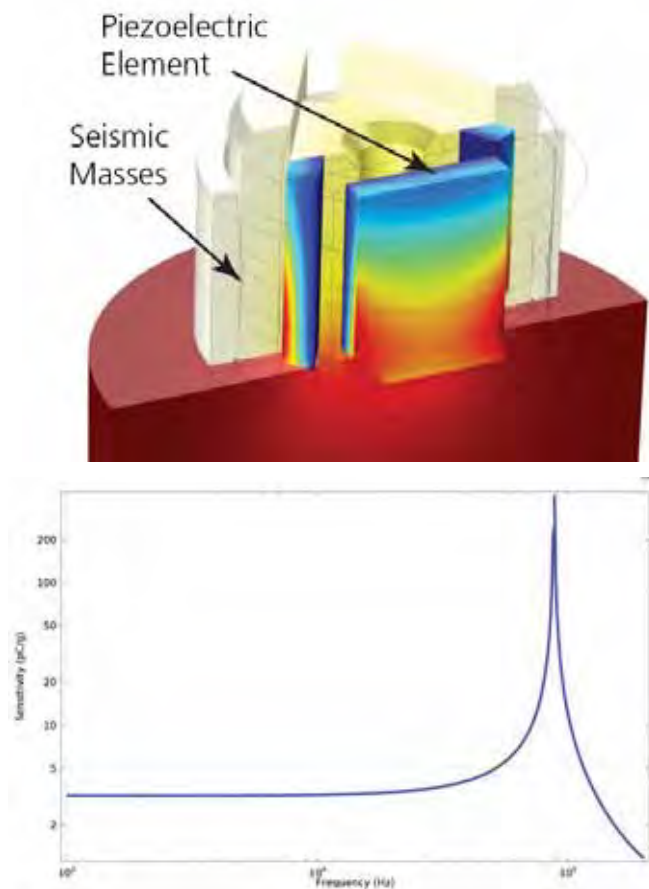 Piezoelectric
Element
Seismic
Masses
200
100
50
20
10
5
2
Sensitivity (pC/g)
Frequency (Hz)